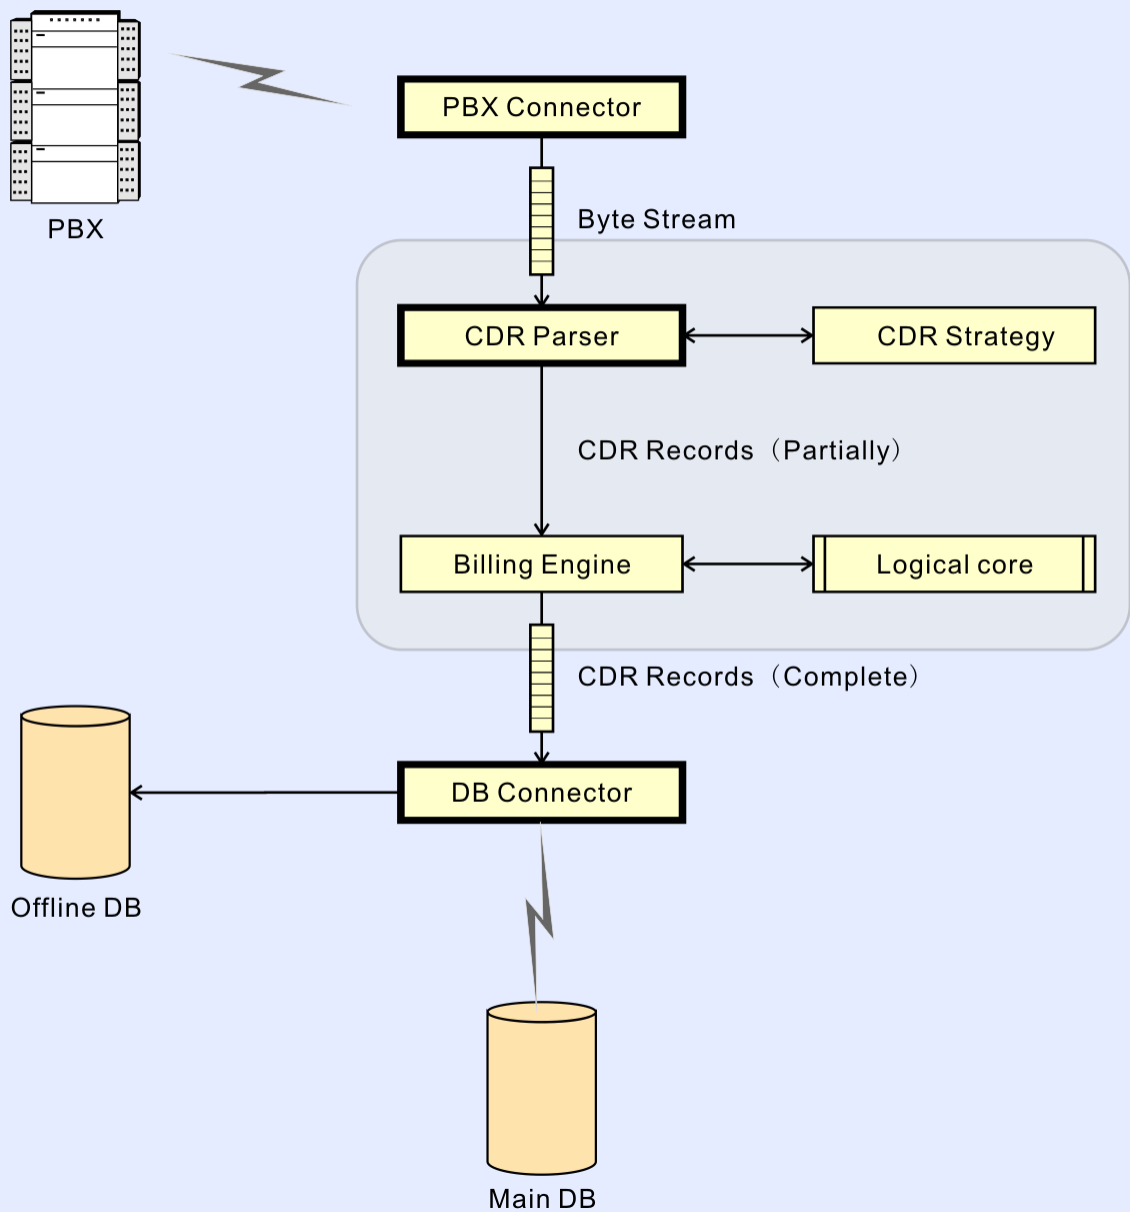 PBX
PBX Connector
Byte Stream
CDR Parser
CDR Strategy
CDR Records（Partially）
Billing Engine
Logical core
CDR Records（Complete）
DB Connector
Offline DB
Main DB